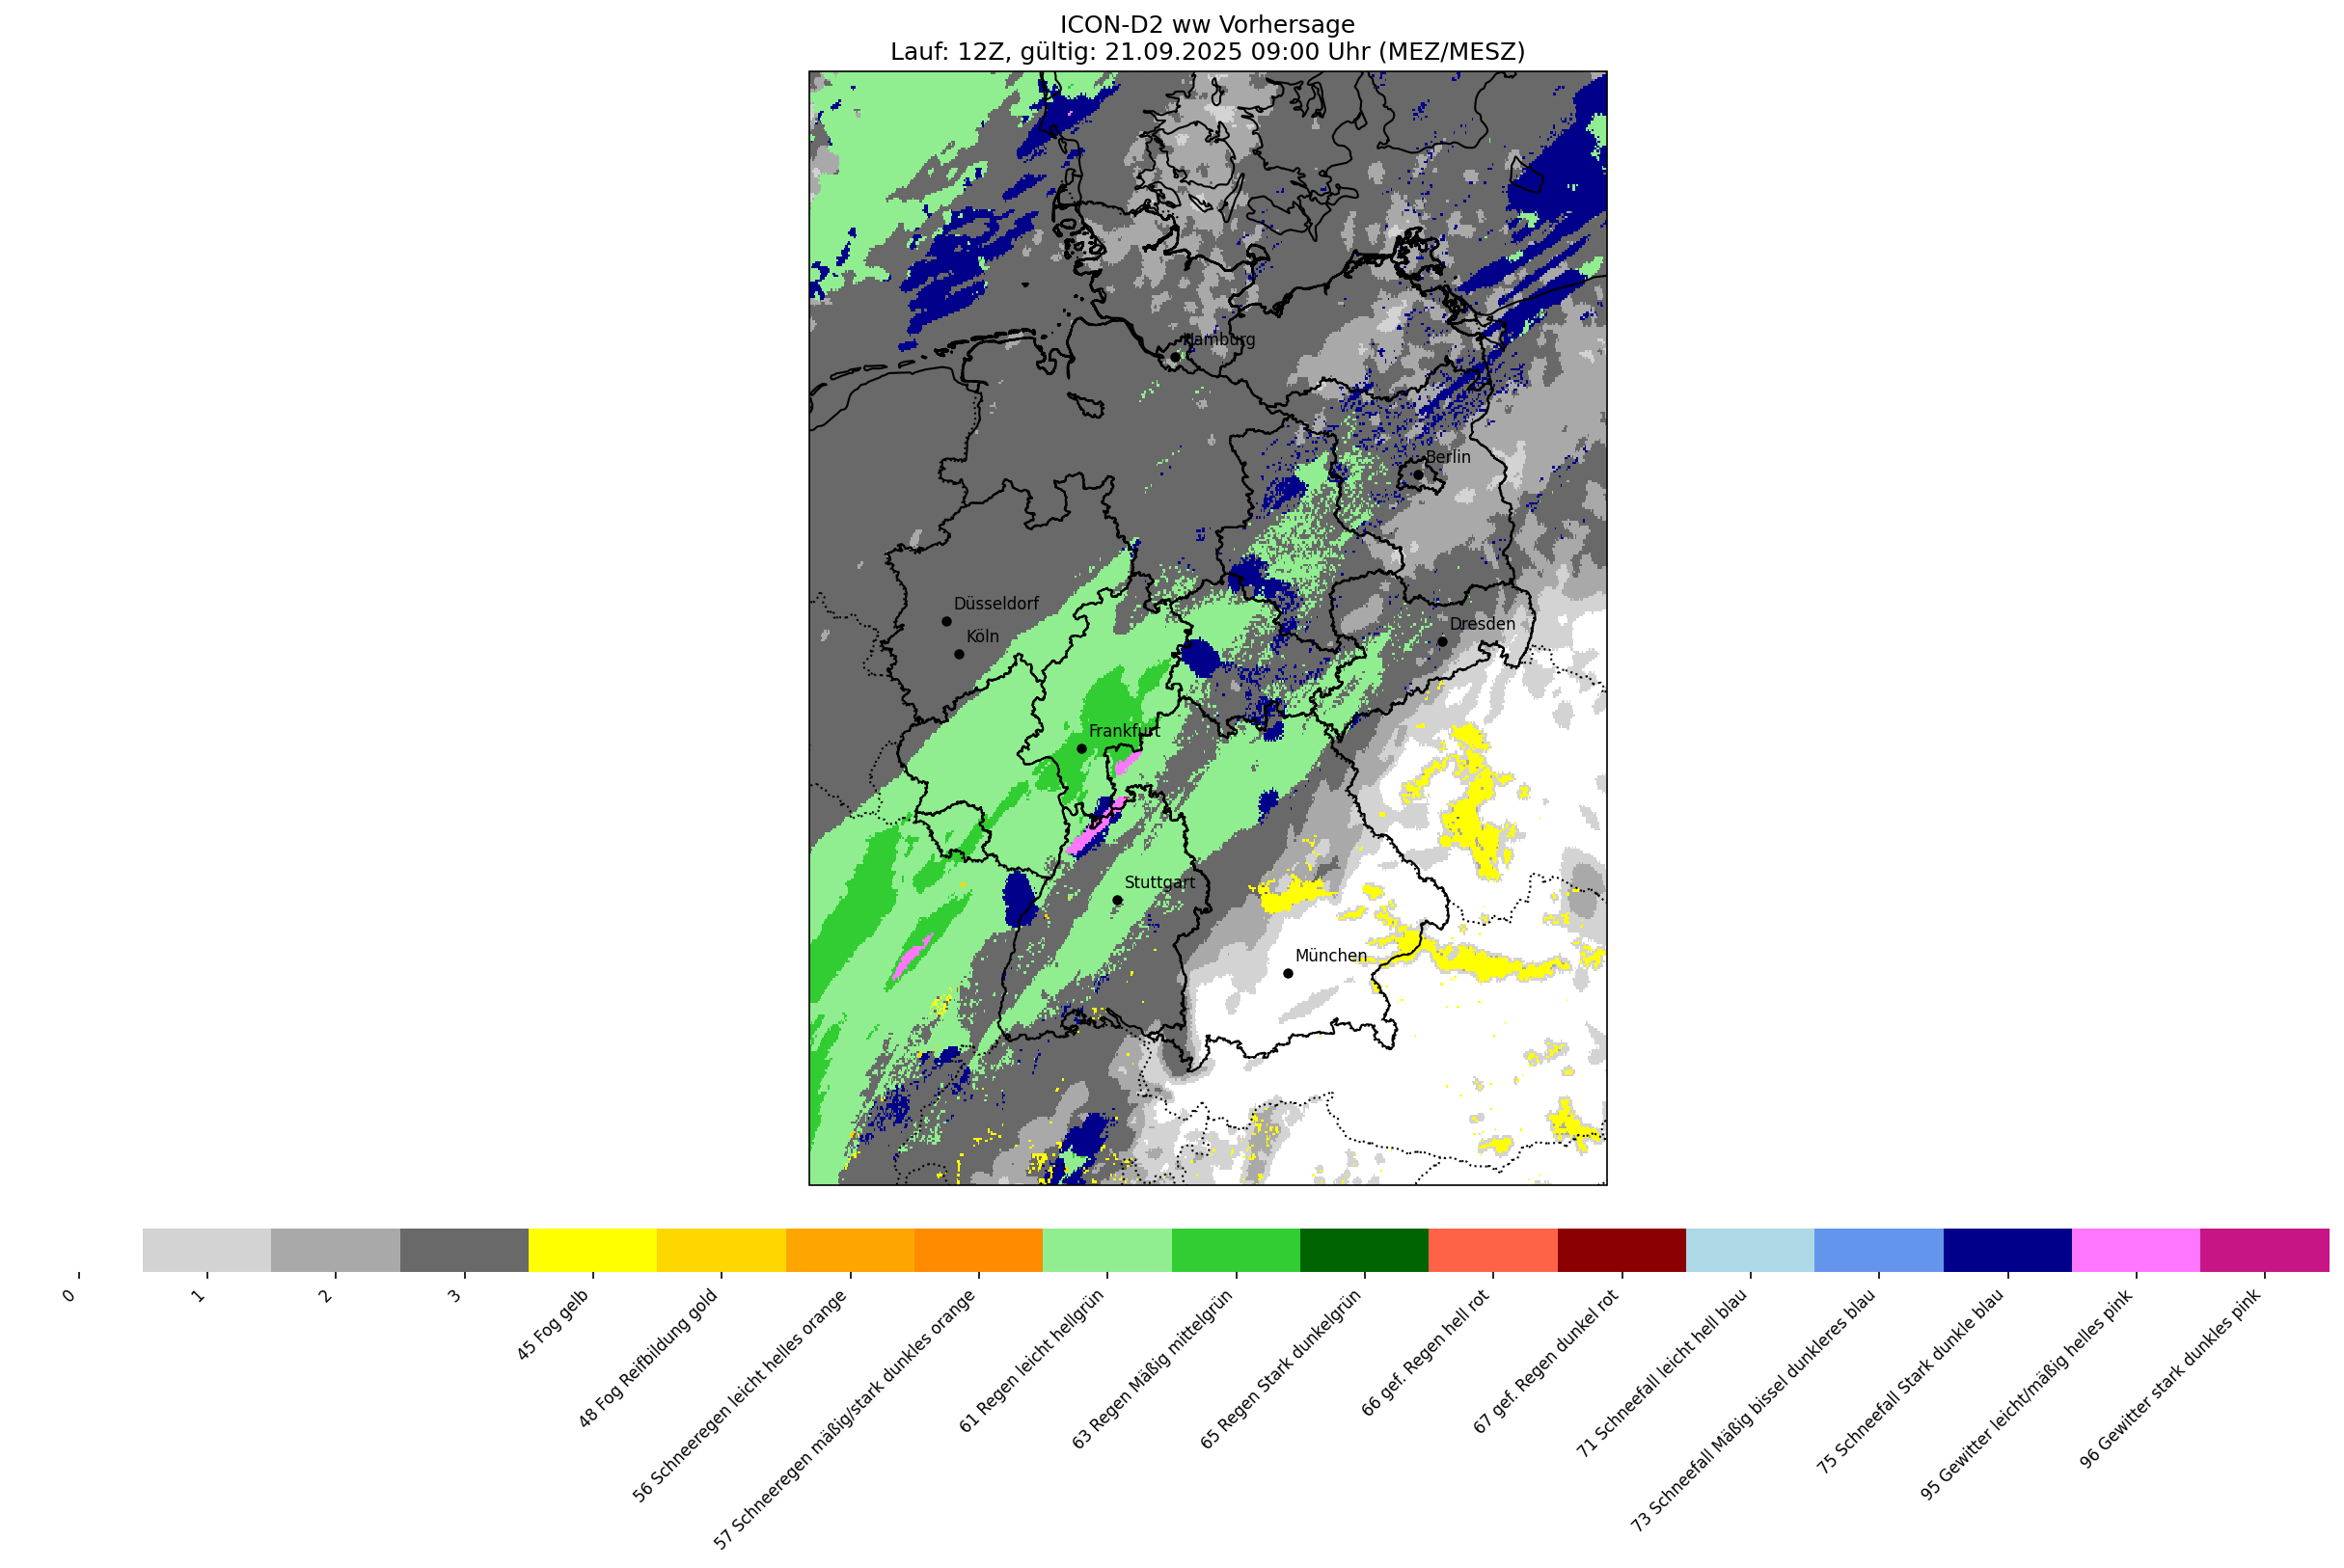 ICON-D2 ww Vorhersage
Lauf: 12Z, gültig: 21.09.2025 09:00 Uhr (MEZ/MESZ)
Hamburg
Berlin
Düsseldorf
Köln
Dresden
Frankfurt
Stuttgart
München
0
1
2
3
45 Fog gelb
48 Fog Reifbildung gold
56 Schneeregen leicht helles orange
57 Schneeregen mäßig/stark dunkles orange
61 Regen leicht hellgrün
63 Regen Mäßig mittelgrün
65 Regen Stark dunkelgrün
66 gef. Regen hell rot
67 gef. Regen dunkel rot
71 Schneefall leicht hell blau
73 Schneefall Mäßig bissel dunkleres blau
75 Schneefall Stark dunkle blau
95 Gewitter leicht/mäßig helles pink
96 Gewitter stark dunkles pink